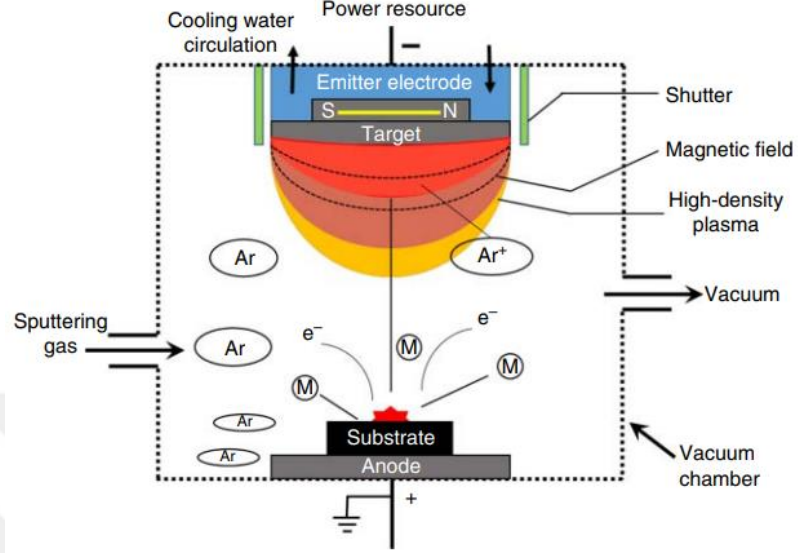 Power resource
Cooling water
circulation
–
Emitter electrode
S N
Target
Shutter
Magnetic field
High-density
plasma
Ar
Ar+
Vacuum
Sputtering
gas
Ar
e–
e–
M
M
M
Ar
Ar
Substrate
Anode
Vacuum
chamber
+